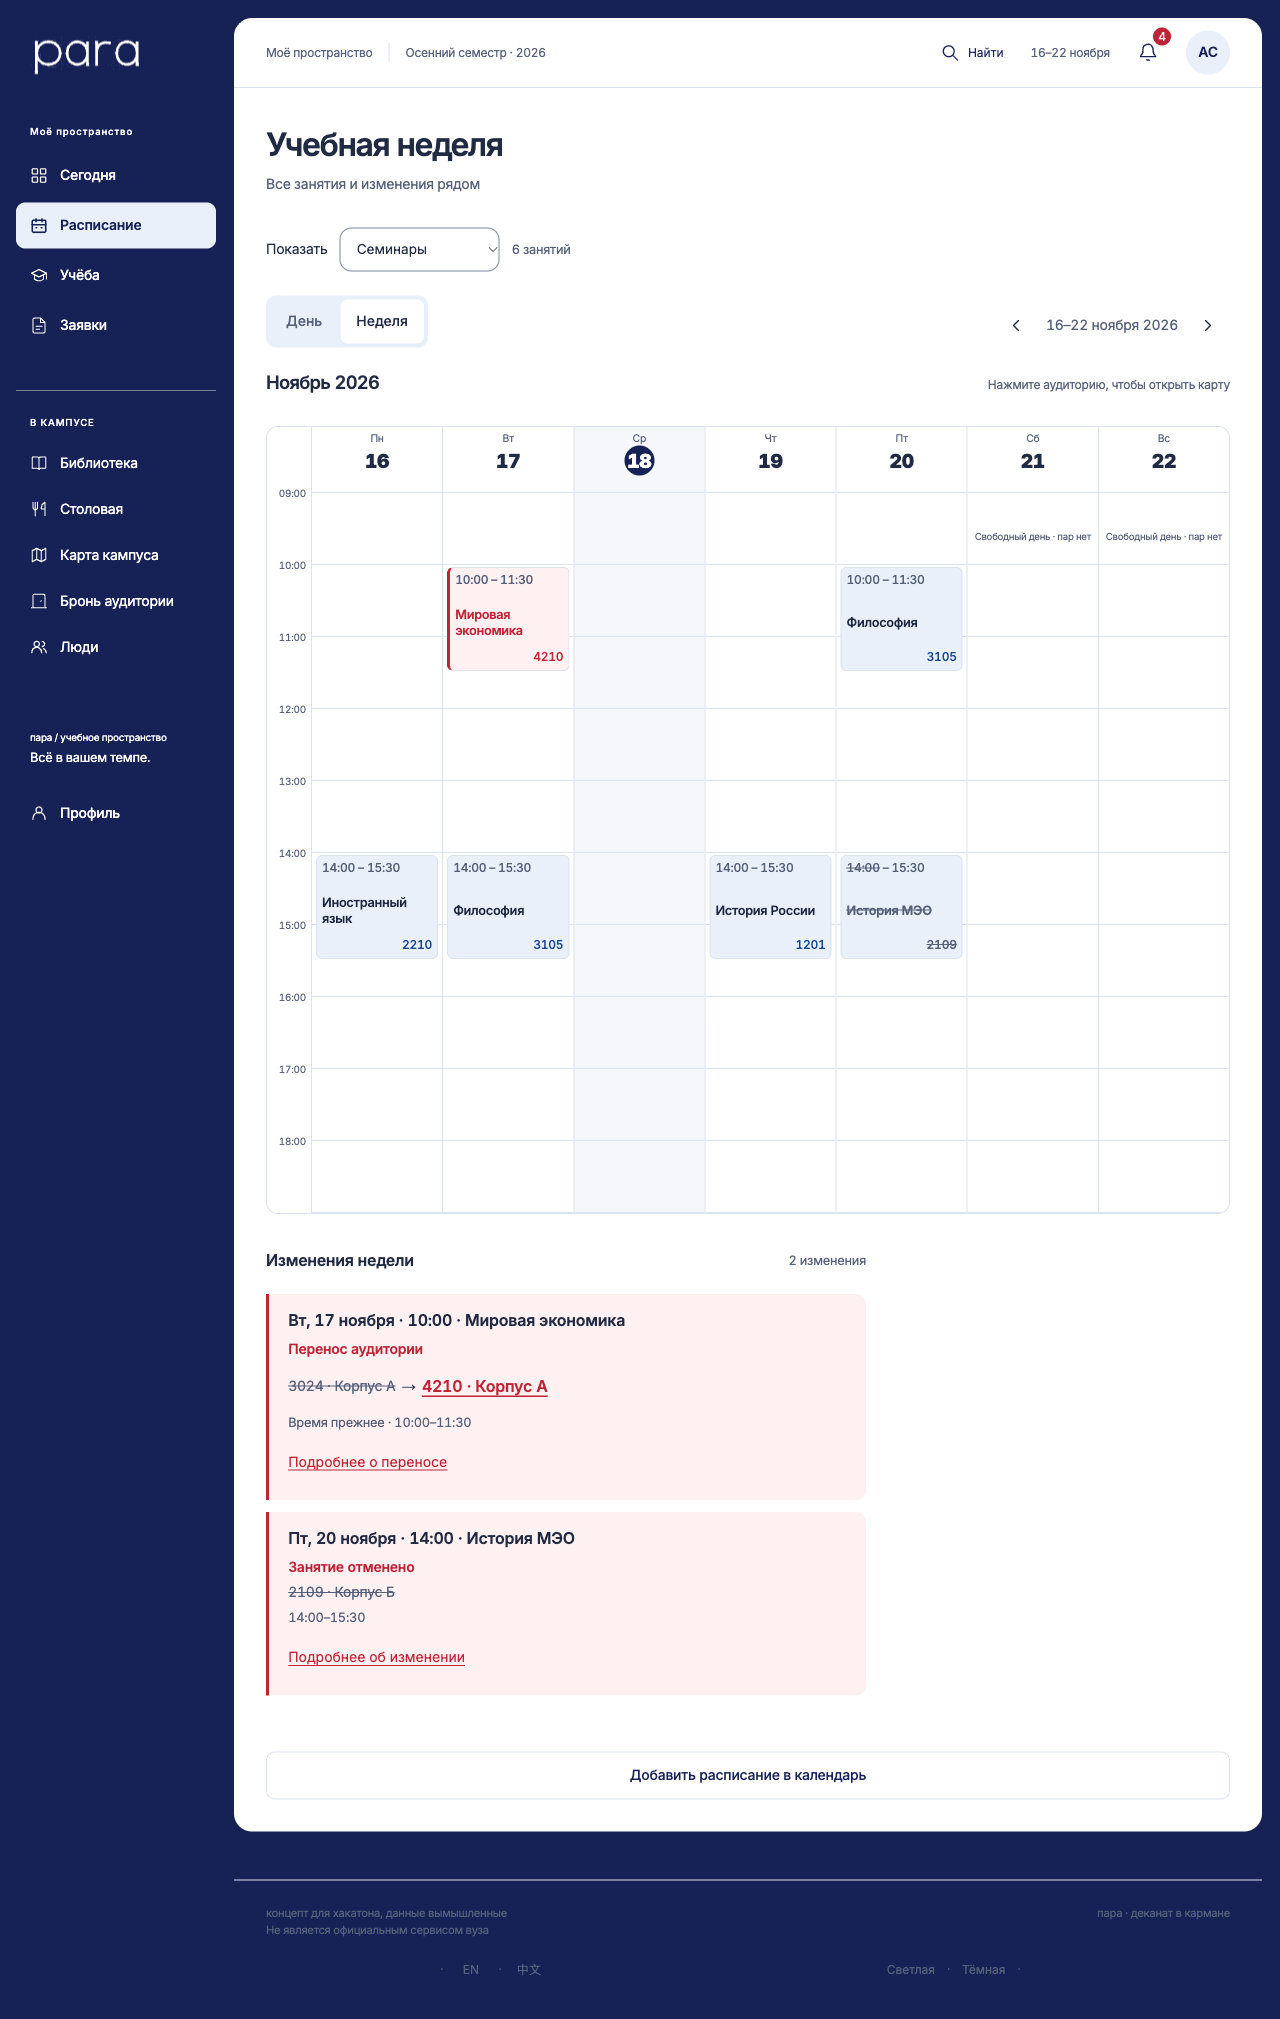 para
Моё пространство
Сегодня
Расписание
Учёба
Заявки
В КАМПУСЕ
Библиотека
Столовая
Карта кампуса
Бронь аудитории
Люди
пара / учебное пространство
Всё в вашем темпе.
Профиль
Моё пространство
Осенний семестр · 2026
Найти
16–22 ноября
4
АС
Учебная неделя
Все занятия и изменения рядом
Показать
Семинары
6 занятий
День
Неделя
16–22 ноября 2026
Ноябрь 2026
Нажмите аудиторию, чтобы открыть карту
Пн 16
Вт 17
Ср 18
Чт 19
Пт 20
Сб 21
Вс 22
09:00
Свободный день · пар нет
Свободный день · пар нет
10:00
10:00 – 11:30
Мировая
экономика
4210
10:00 – 11:30
Философия
3105
11:00
12:00
13:00
14:00
14:00 – 15:30
Иностранный
язык
2210
14:00 – 15:30
Философия
3105
14:00 – 15:30
История России
1201
14:00 – 15:30
История МЭО
2109
15:00
16:00
17:00
18:00
Изменения недели
2 изменения
Вт, 17 ноября · 10:00 · Мировая экономика
Перенос аудитории
3024 · Корпус А → 4210 · Корпус А
Время прежнее · 10:00–11:30
Подробнее о переносе
Пт, 20 ноября · 14:00 · История МЭО
Занятие отменено
2109 · Корпус Б
14:00–15:30
Подробнее об изменении
Добавить расписание в календарь
концепт для хакатона, данные вымышленные
Не является официальным сервисом вуза
пара · деканат в кармане
· EN · 中文
Светлая · Тёмная ·